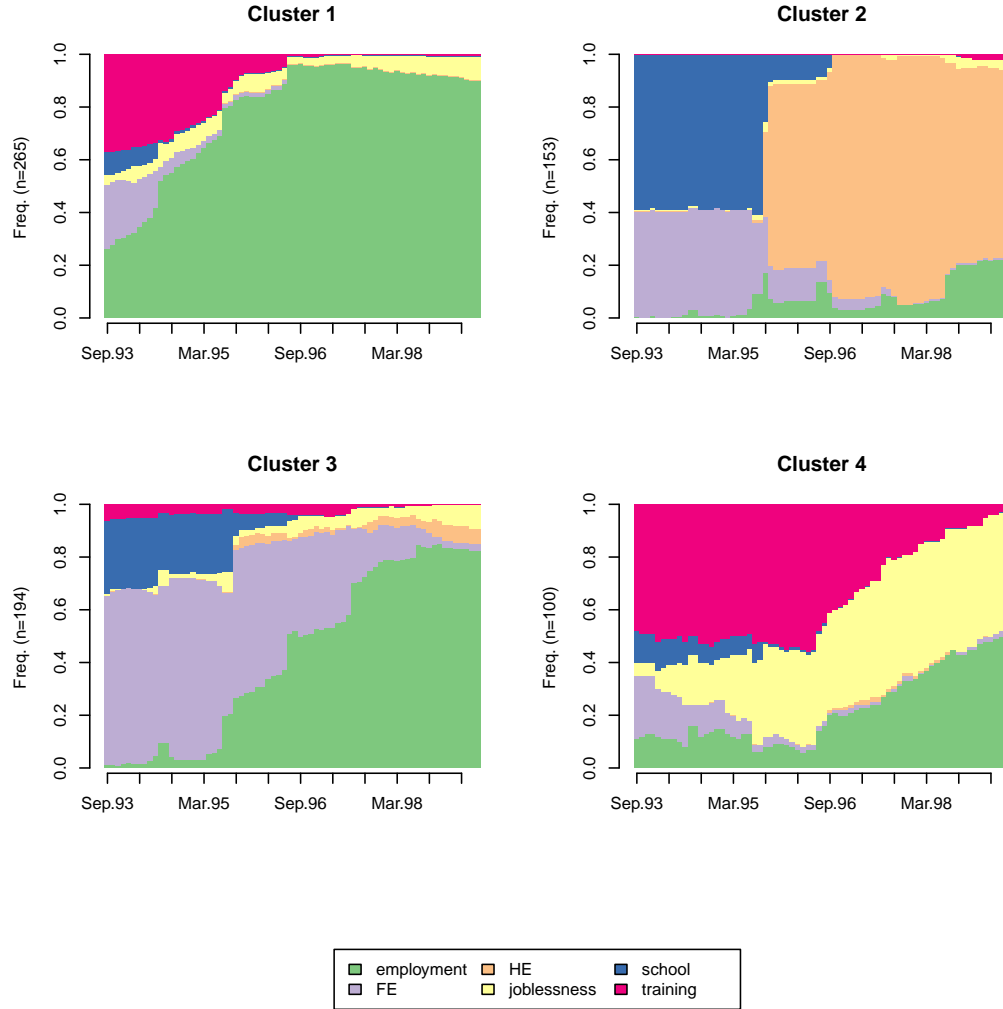 Cluster 1
Freq. (n=265)
0.0 0.2 0.4 0.6 0.8 1.0
Sep.93 Mar.95 Sep.96 Mar.98
Cluster 2
Freq. (n=153)
0.0 0.2 0.4 0.6 0.8 1.0
Sep.93 Mar.95 Sep.96 Mar.98
Cluster 3
Freq. (n=194)
0.0 0.2 0.4 0.6 0.8 1.0
Sep.93 Mar.95 Sep.96 Mar.98
Cluster 4
Freq. (n=100)
0.0 0.2 0.4 0.6 0.8 1.0
Sep.93 Mar.95 Sep.96 Mar.98
employment HE school
FE joblessness training